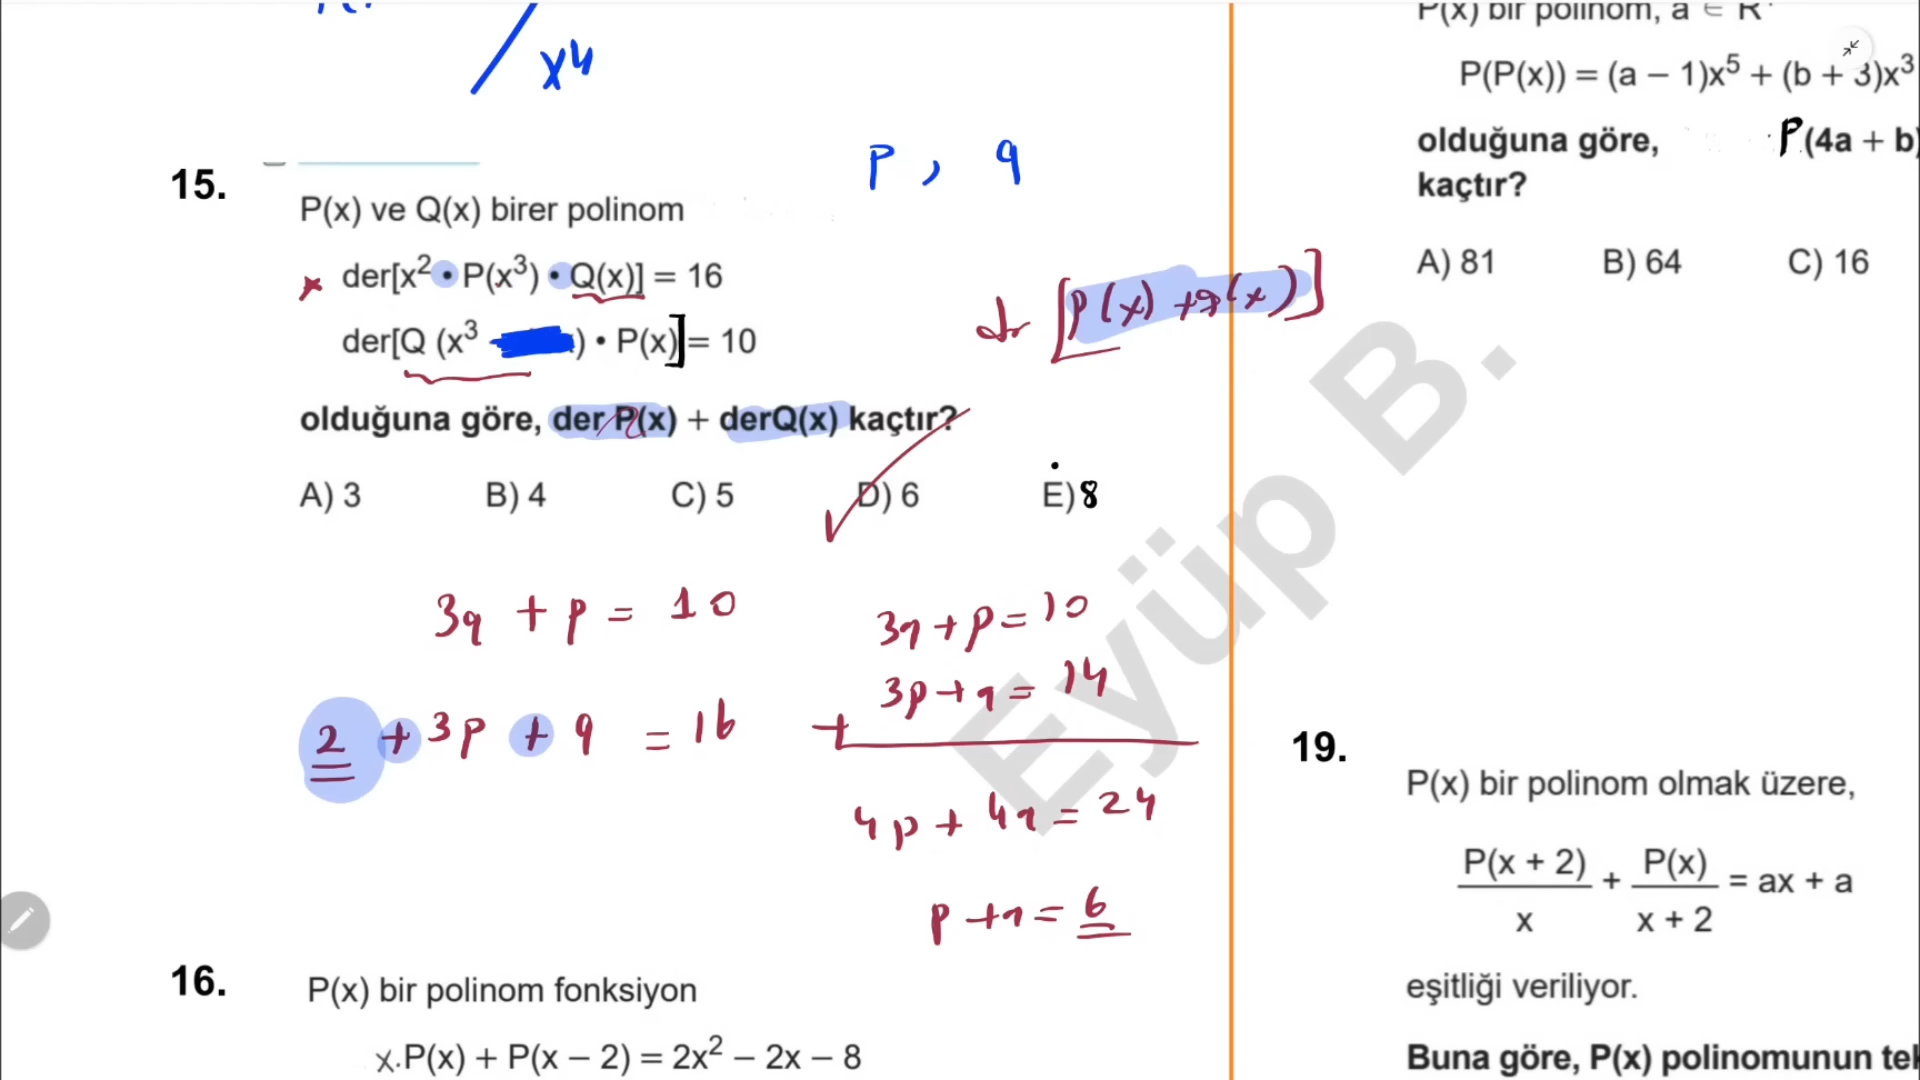 x4
15.
p , q
P(x) ve Q(x) birer polinom
der[x² • P(x³) • Q(x)] = 16
der[Q (x³ ) • P(x)] = 10
der [p(x) + q(x)]
olduğuna göre, der P(x) + derQ(x) kaçtır?
A) 3 B) 4 C) 5 D) 6 E) 8
3q + p = 10
2 + 3p + q = 16
3q + p = 10
3p + q = 14
+
4p + 4q = 24
p + q = 6
16.
P(x) bir polinom fonksiyon
x.P(x) + P(x − 2) = 2x² − 2x − 8
P(x) bir polinom, a ∈ R
P(P(x)) = (a − 1)x⁵ + (b + 3)x³
olduğuna göre, P(4a + b)
kaçtır?
A) 81 B) 64 C) 16
Eyüp B.
19.
P(x) bir polinom olmak üzere,
P(x + 2)/x + P(x)/(x + 2) = ax + a
eşitliği veriliyor.
Buna göre, P(x) polinomunun tek